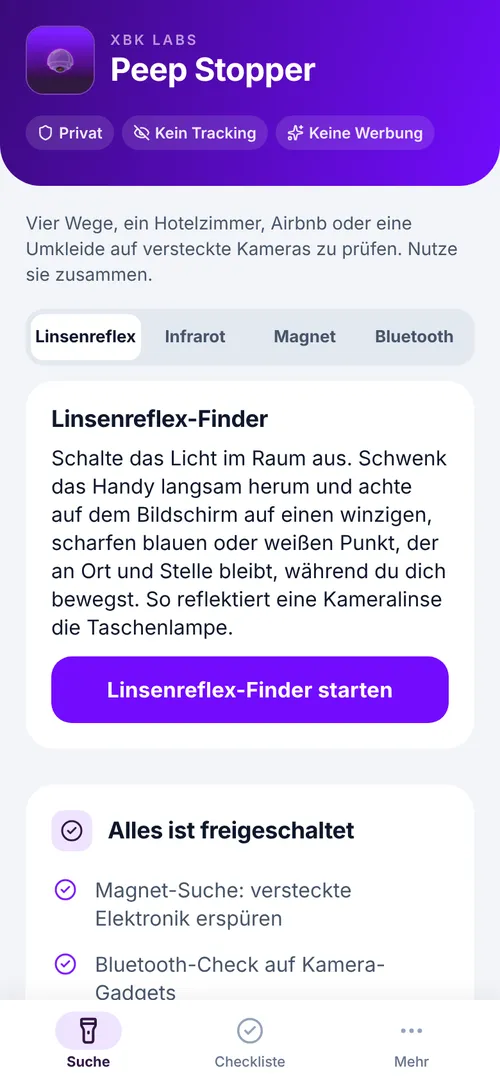 XBK LABS
Peep Stopper
Privat
Kein Tracking
Keine Werbung
Vier Wege, ein Hotelzimmer, Airbnb oder eine
Umkleide auf versteckte Kameras zu prüfen. Nutze
sie zusammen.
Linsenreflex
Infrarot
Magnet
Bluetooth
Linsenreflex-Finder
Schalte das Licht im Raum aus. Schwenk
das Handy langsam herum und achte
auf dem Bildschirm auf einen winzigen,
scharfen blauen oder weißen Punkt, der
an Ort und Stelle bleibt, während du dich
bewegst. So reflektiert eine Kameralinse
die Taschenlampe.
Linsenreflex-Finder starten
Alles ist freigeschaltet
Magnet-Suche: versteckte
Elektronik erspüren
Bluetooth-Check auf Kamera-
Gadgets
Suche
Checkliste
Mehr